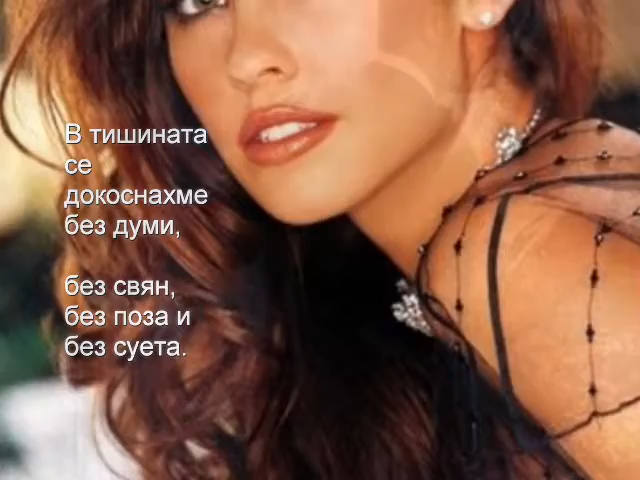 В тишината
се
докоснахме
без думи,
без свян,
без поза и
без суета.